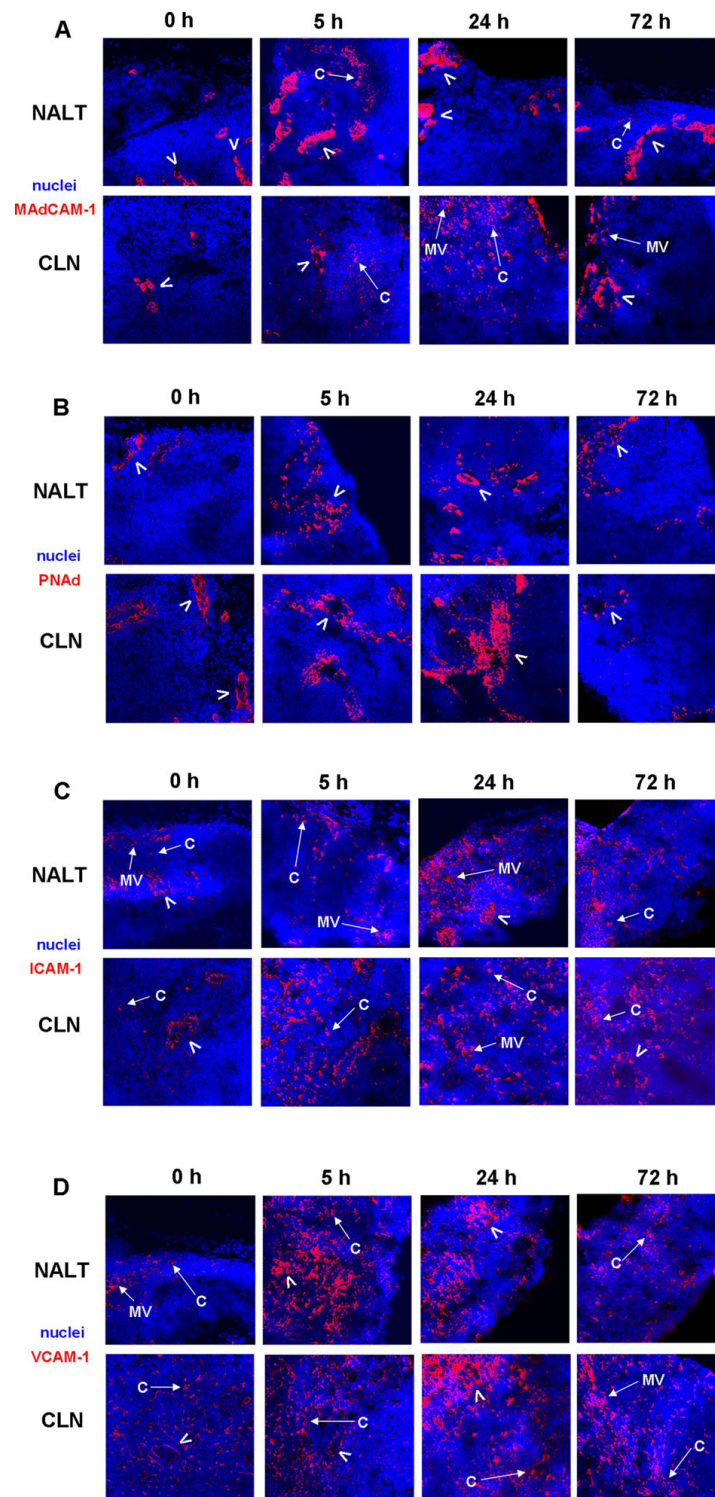 A 0 h 5 h 24 h 72 h
C
NALT
V V
V
V
V
C
V
nuclei
MAdCAM-1
MV
MV
CLN
V
V
C
C
V
B 0 h 5 h 24 h 72 h
V
V
V
V
NALT
nuclei
PNAd
V
V
V
V
CLN
V
C 0 h 5 h 24 h 72 h
C
C
MV
MV
NALT
V
MV
V
C
nuclei
ICAM-1
C
C
C
C
CLN
V
MV
V
D 0 h 5 h 24 h 72 h
C
V
C
NALT
V
MV
C
nuclei
VCAM-1
C
V
MV
C
CLN
V
V
C
C